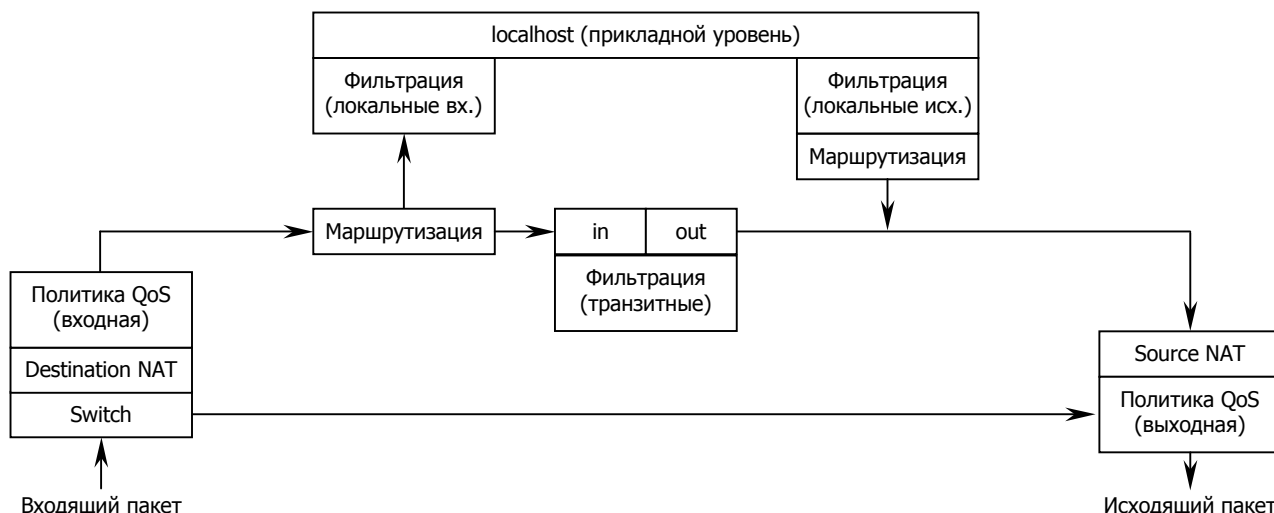 localhost (прикладной уровень)
Фильтрация
(локальные вх.)
Фильтрация
(локальные исх.)
Маршрутизация
Маршрутизация
in
out
Фильтрация
(транзитные)
Политика QoS
(входная)
Destination NAT
Switch
Source NAT
Политика QoS
(выходная)
Входящий пакет
Исходящий пакет